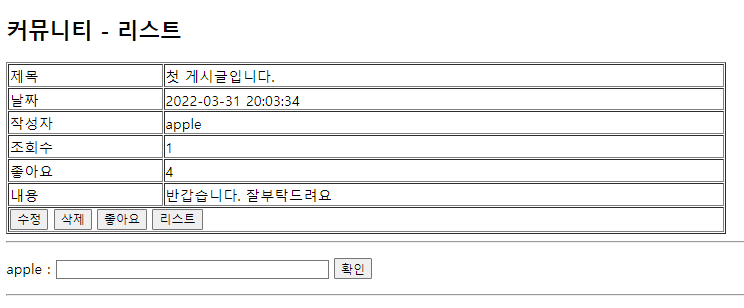 커뮤니티 - 리스트
제목 첫 게시글입니다.
날짜 2022-03-31 20:03:34
작성자 apple
조회수 1
좋아요 4
내용 반갑습니다. 잘부탁드려요
수정 삭제 좋아요 리스트
apple : 확인